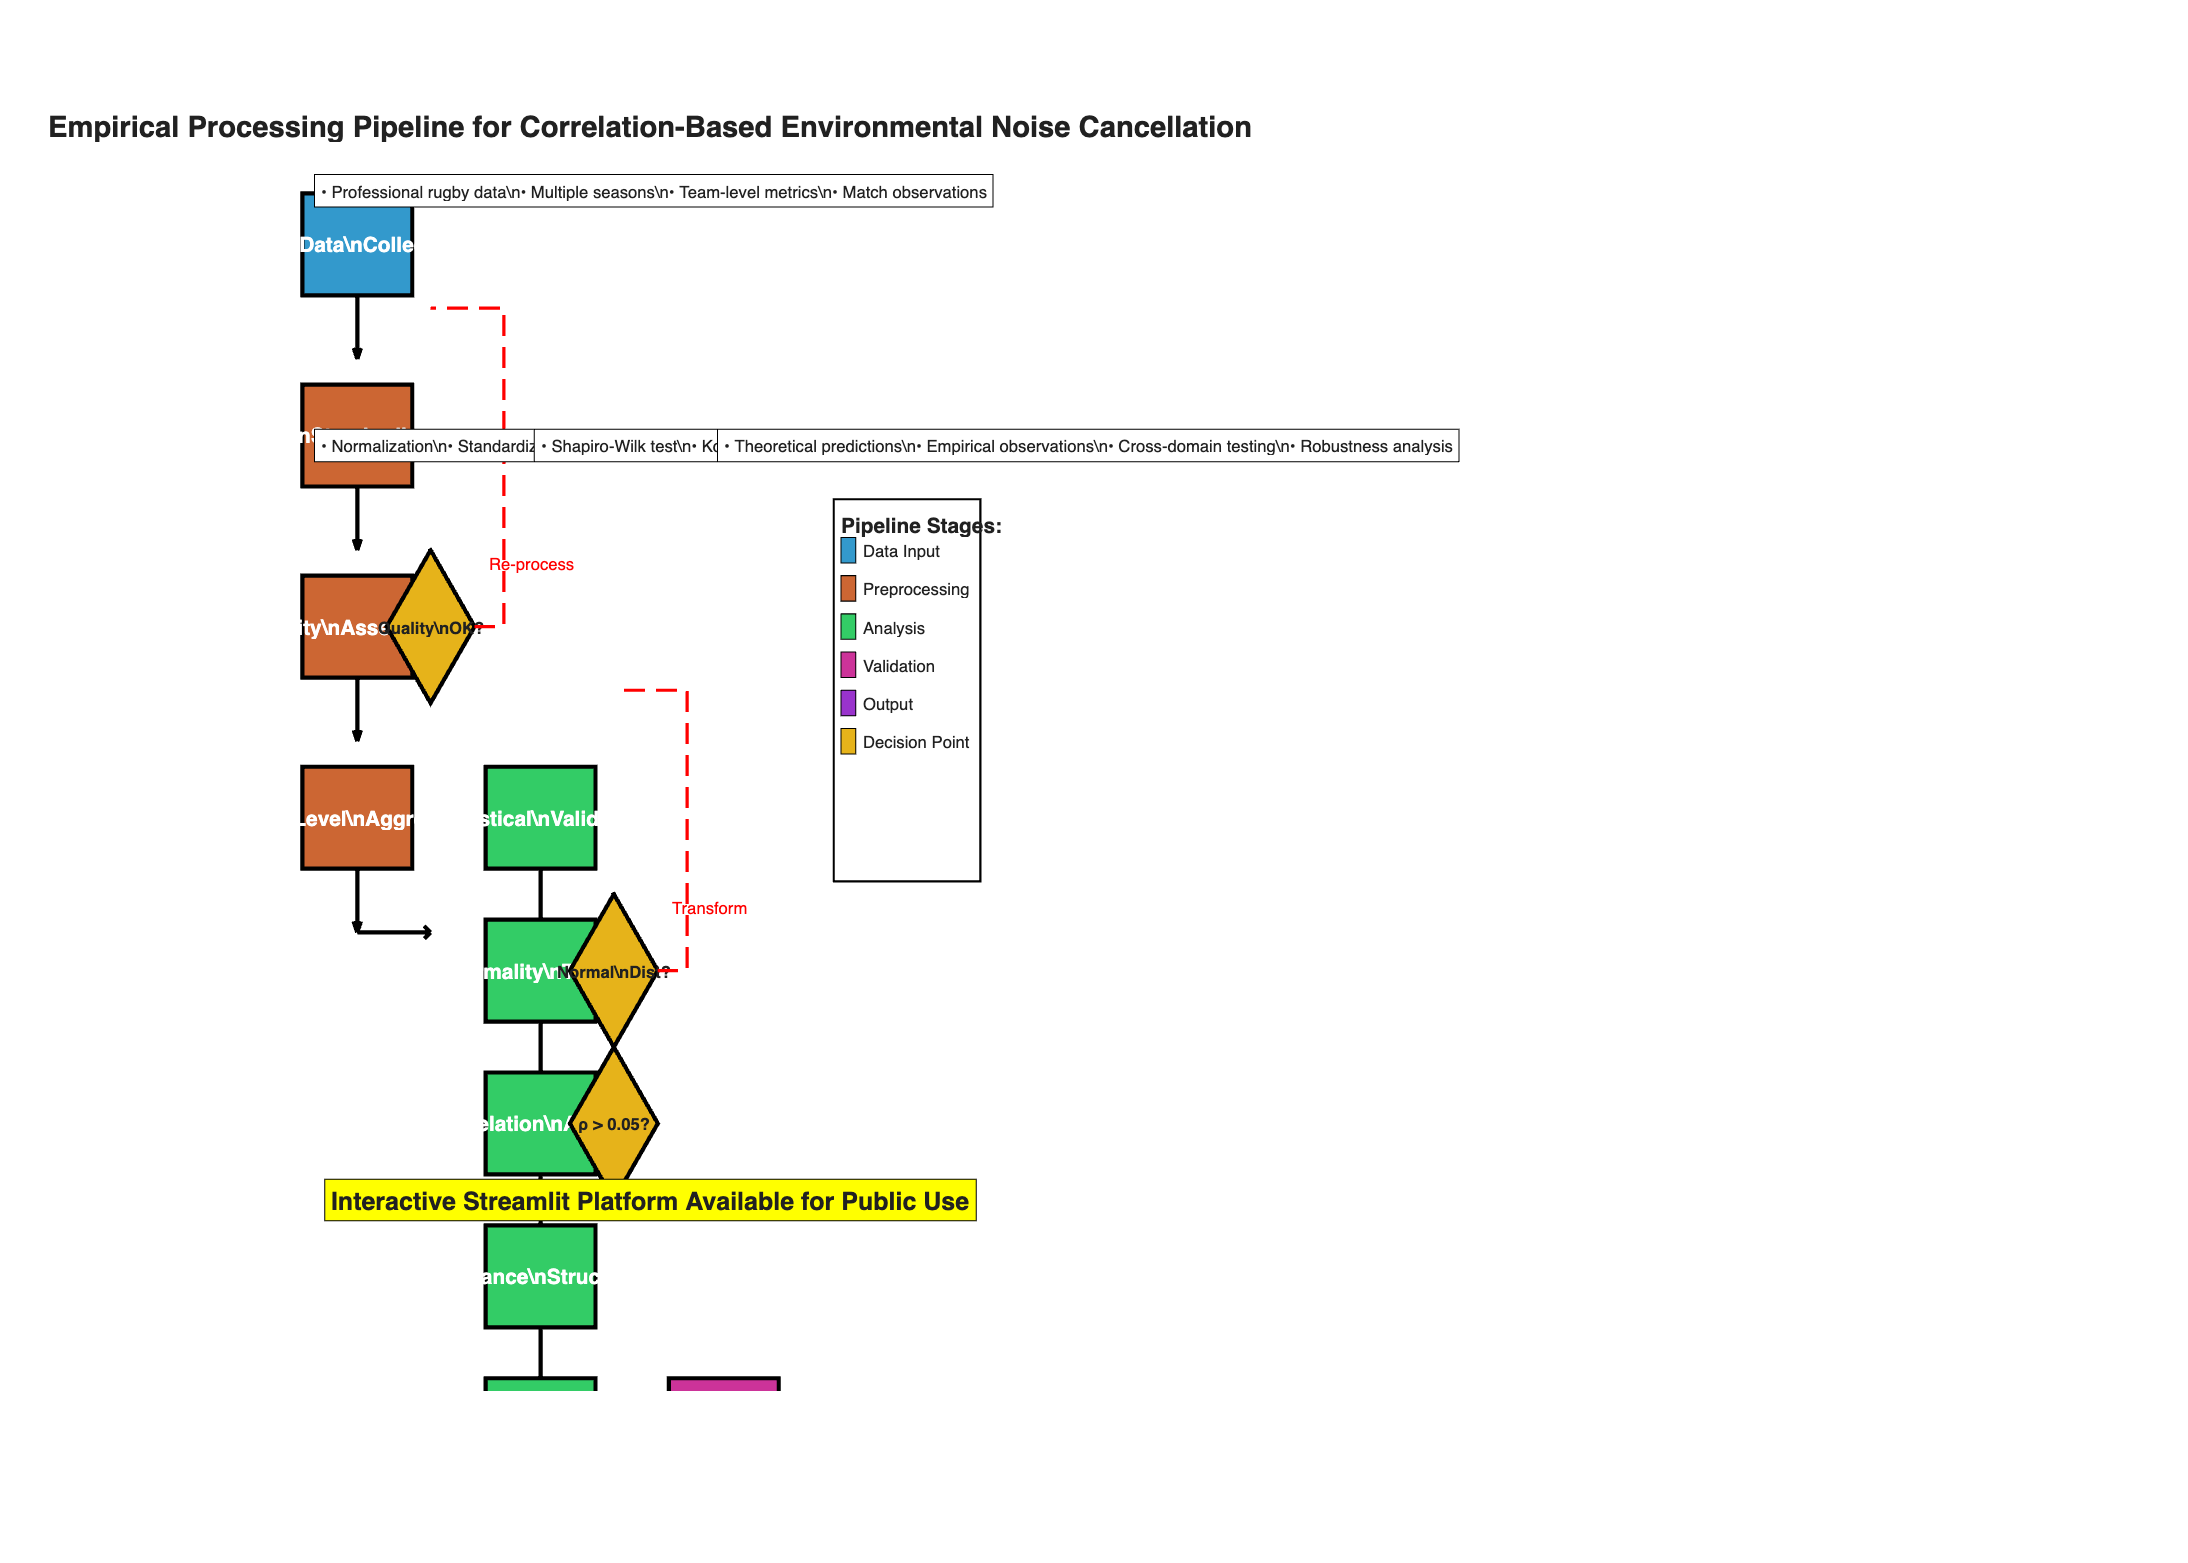 Empirical Processing Pipeline for Correlation-Based Environmental Noise Cancellation
• Professional rugby data\n• Multiple seasons\n• Team-level metrics\n• Match observations
Data\nColle
• Normalization\n• Standardiz
• Shapiro-Wilk test\n• Ko
• Theoretical predictions\n• Empirical observations\n• Cross-domain testing\n• Robustness analysis
Pipeline Stages:
Data Input
Preprocessing
Analysis
Validation
Output
Decision Point
Re-process
ity\nAss
Quality\nOK?
Level\nAggr
stical\nValid
Transform
mality\n
Normal\nDist?
elation\n
ρ > 0.05?
Interactive Streamlit Platform Available for Public Use
ance\nStruc